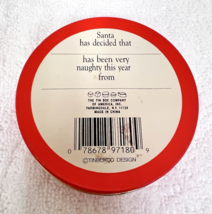 Santa
has decided that
has been very
naughty this year
from
THE TIN BOX COMPANY
OF AMERICA, INC.
FARMINGDALE, N.Y. 11735
MADE IN CHINA
0 78678 97180 9
©TINDECO DESIGN